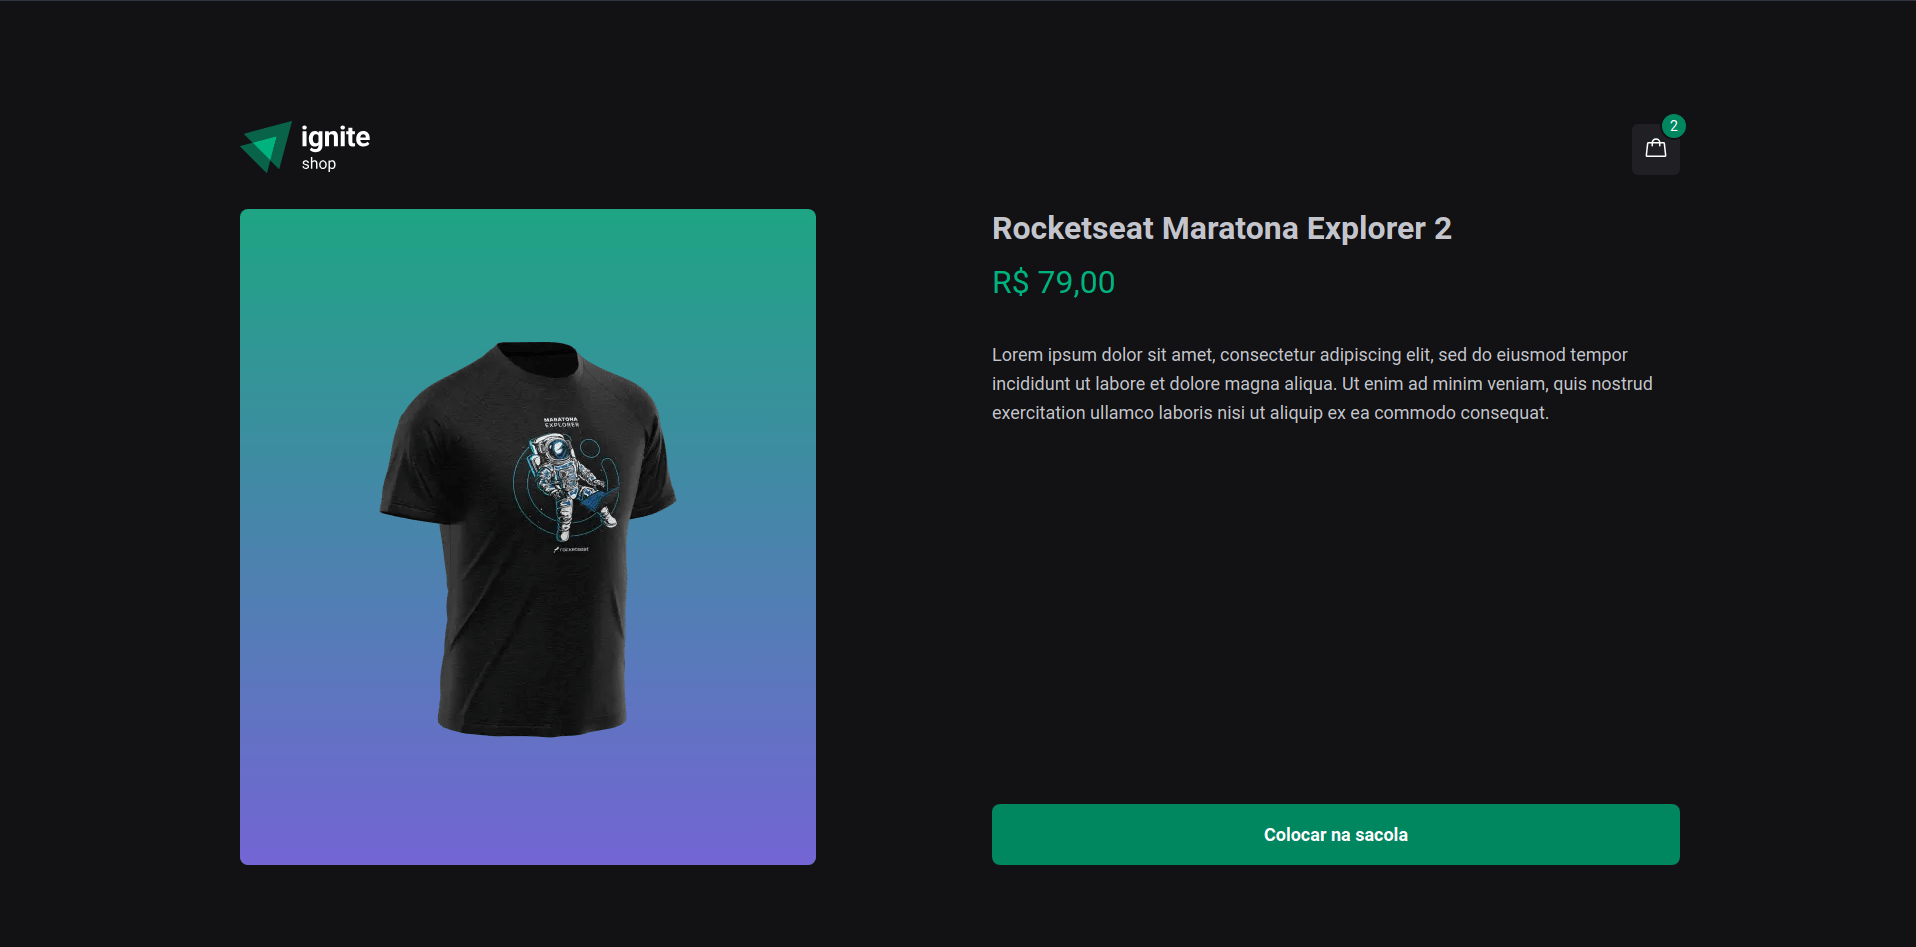 ignite
shop
2
Rocketseat Maratona Explorer 2
R$ 79,00
Lorem ipsum dolor sit amet, consectetur adipiscing elit, sed do eiusmod tempor
incididunt ut labore et dolore magna aliqua. Ut enim ad minim veniam, quis nostrud
exercitation ullamco laboris nisi ut aliquip ex ea commodo consequat.
MARATONA
EXPLORER
rocketseat
Colocar na sacola